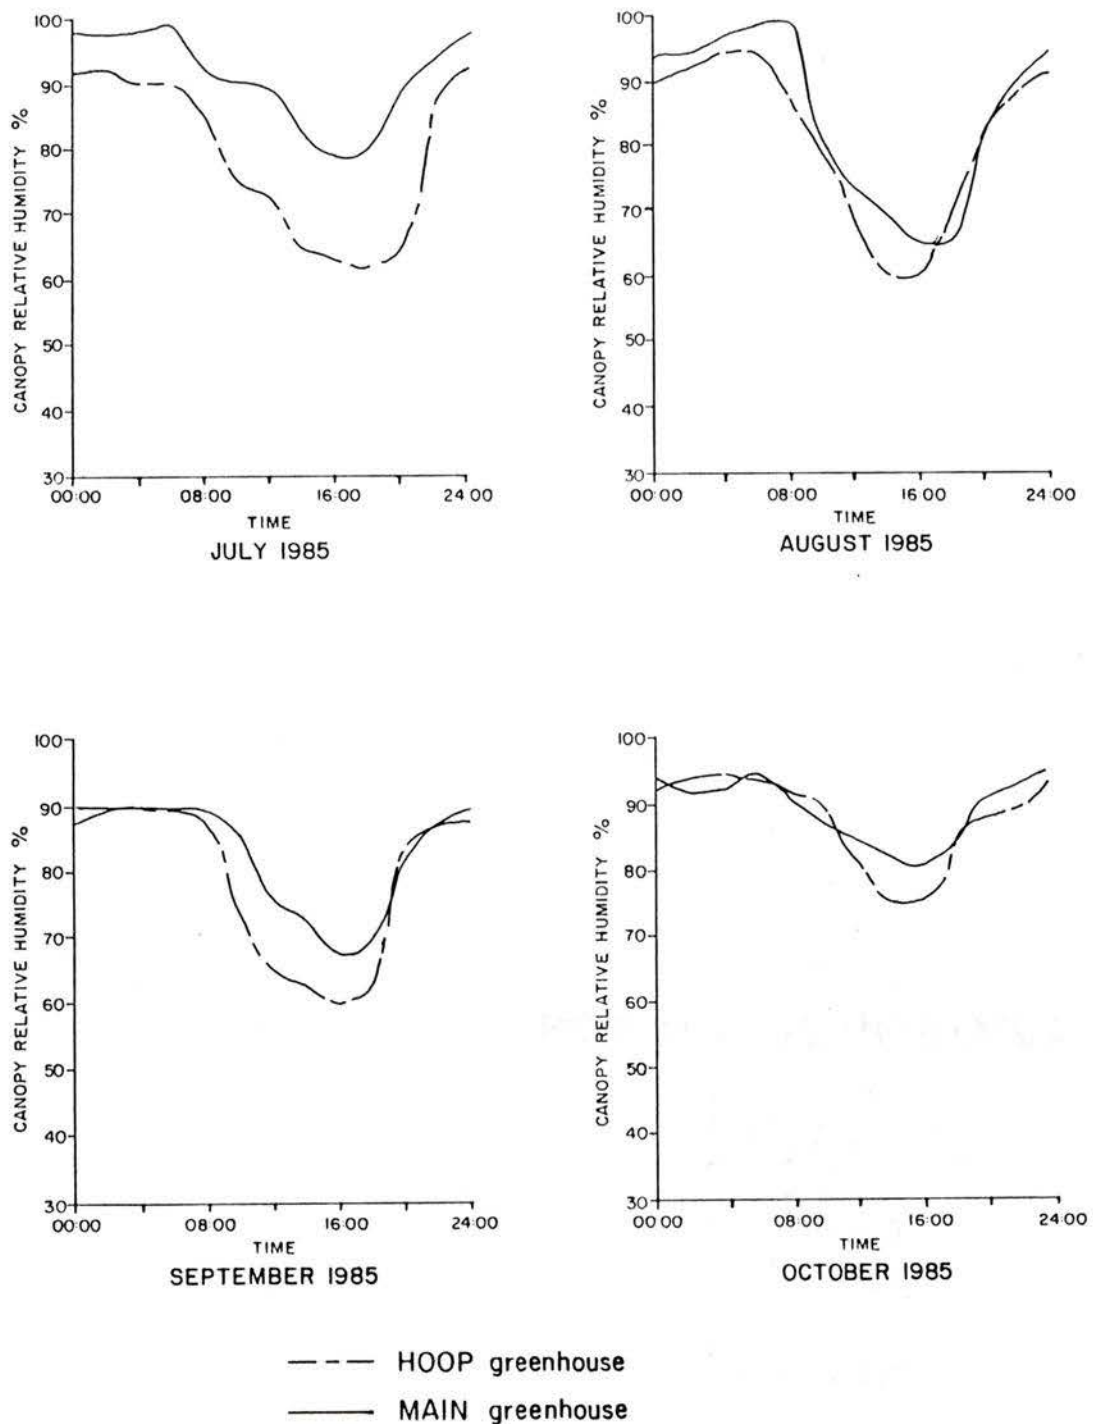 100
90
80
70
60
50
40
30
CANOPY RELATIVE HUMIDITY %
00:00 08:00 16:00 24:00
TIME
JULY 1985
100
90
80
70
60
50
40
30
CANOPY RELATIVE HUMIDITY %
00:00 08:00 16:00 24:00
TIME
AUGUST 1985
100
90
80
70
60
50
40
30
CANOPY RELATIVE HUMIDITY %
00:00 08:00 16:00 24:00
TIME
SEPTEMBER 1985
100
90
80
70
60
50
40
30
CANOPY RELATIVE HUMIDITY %
00:00 08:00 16:00 24:00
TIME
OCTOBER 1985
HOOP greenhouse
MAIN greenhouse